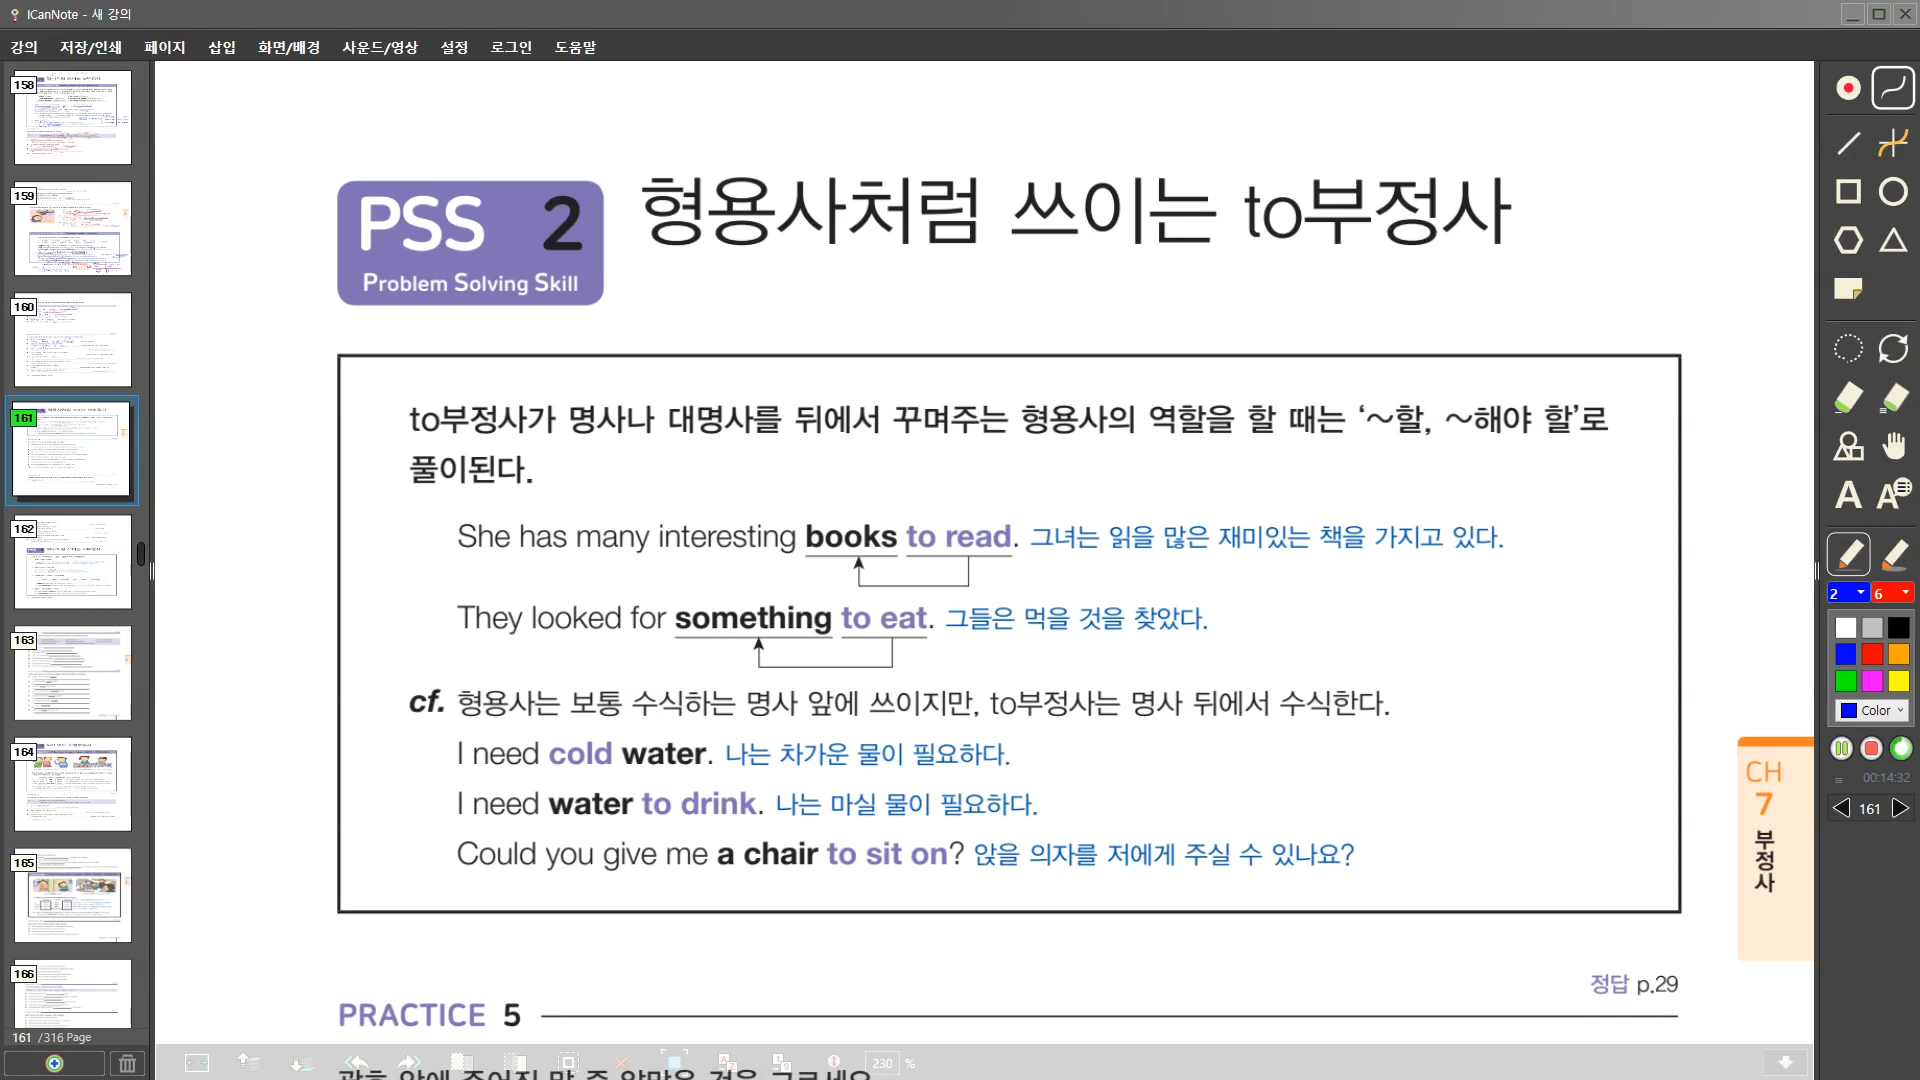 ICanNote - 새 강의
강의 저장/인쇄 페이지 삽입 화면/배경 사운드/영상 설정 로그인 도움말
158
159
160
161
162
163
164
165
166
161 /316 Page
PSS 2 형용사처럼 쓰이는 to부정사
Problem Solving Skill
to부정사가 명사나 대명사를 뒤에서 꾸며주는 형용사의 역할을 할 때는 ‘~할, ~해야 할’로
풀이된다.
She has many interesting books to read. 그녀는 읽을 많은 재미있는 책을 가지고 있다.
They looked for something to eat. 그들은 먹을 것을 찾았다.
cf. 형용사는 보통 수식하는 명사 앞에 쓰이지만, to부정사는 명사 뒤에서 수식한다.
I need cold water. 나는 차가운 물이 필요하다.
I need water to drink. 나는 마실 물이 필요하다.
Could you give me a chair to sit on? 앉을 의자를 저에게 주실 수 있나요?
정답 p.29
PRACTICE 5
230 %
CH
7
부정사
2 6
Color
00:14:32
161